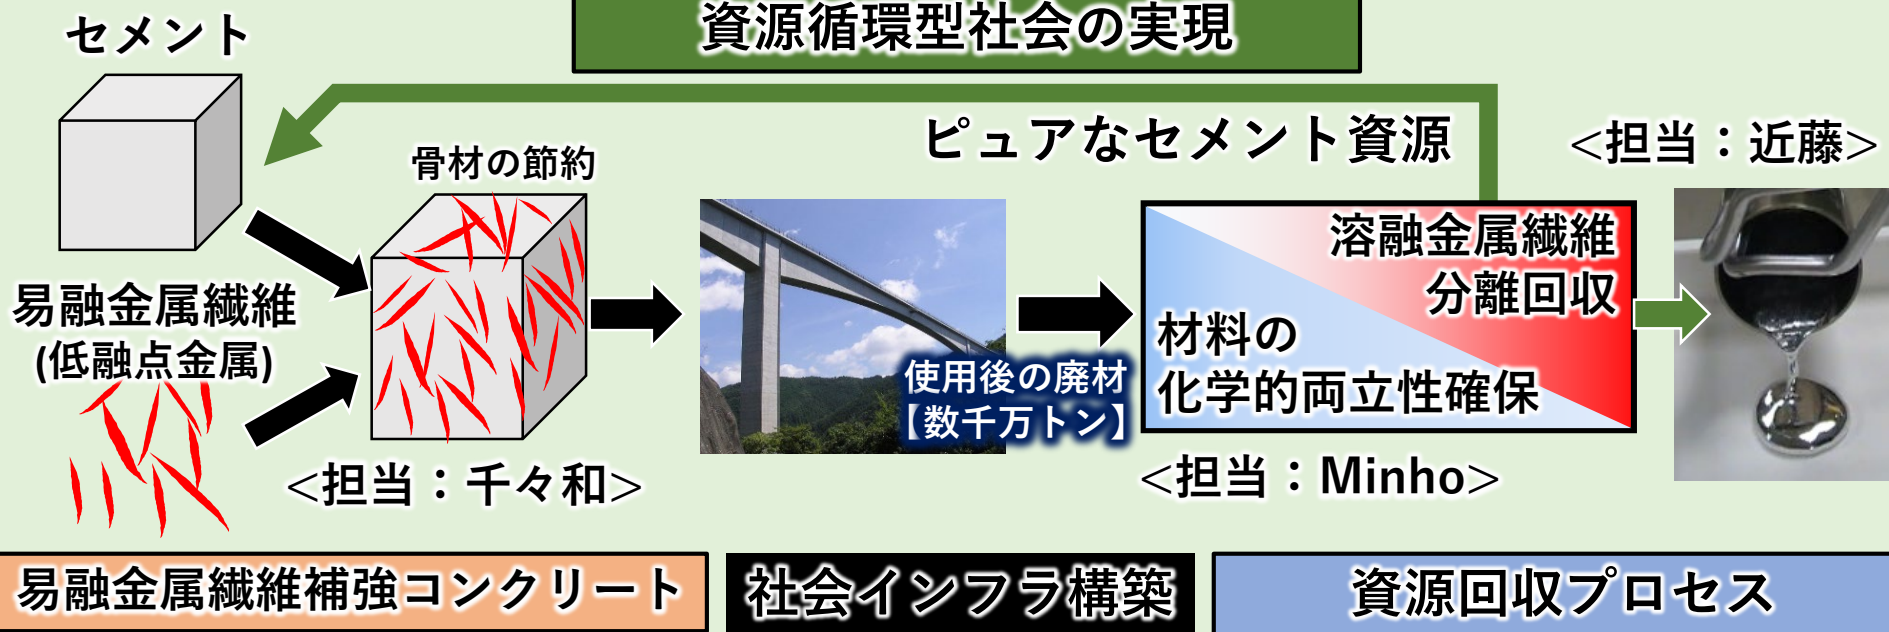 資源循環型社会の実現
セメント
ピュアなセメント資源
<担当：近藤>
骨材の節約
溶融金属繊維
分離回収
易融金属繊維
(低融点金属)
材料の
化学的両立性確保
使用後の廃材
【数千万トン】
<担当：千々和>
<担当：Minho>
易融金属繊維補強コンクリート
社会インフラ構築
資源回収プロセス